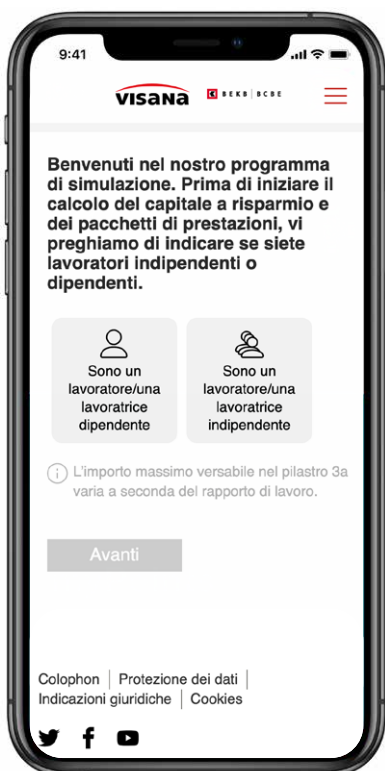 9:41
visana BEKB BCBE
Benvenuti nel nostro programma
di simulazione. Prima di iniziare il
calcolo del capitale a risparmio e
dei pacchetti di prestazioni, vi
preghiamo di indicare se siete
lavoratori indipendenti o
dipendenti.
Sono un
lavoratore/una
lavoratrice
dipendente
Sono un
lavoratore/una
lavoratrice
indipendente
L'importo massimo versabile nel pilastro 3a
varia a seconda del rapporto di lavoro.
Avanti
Colophon | Protezione dei dati |
Indicazioni giuridiche | Cookies